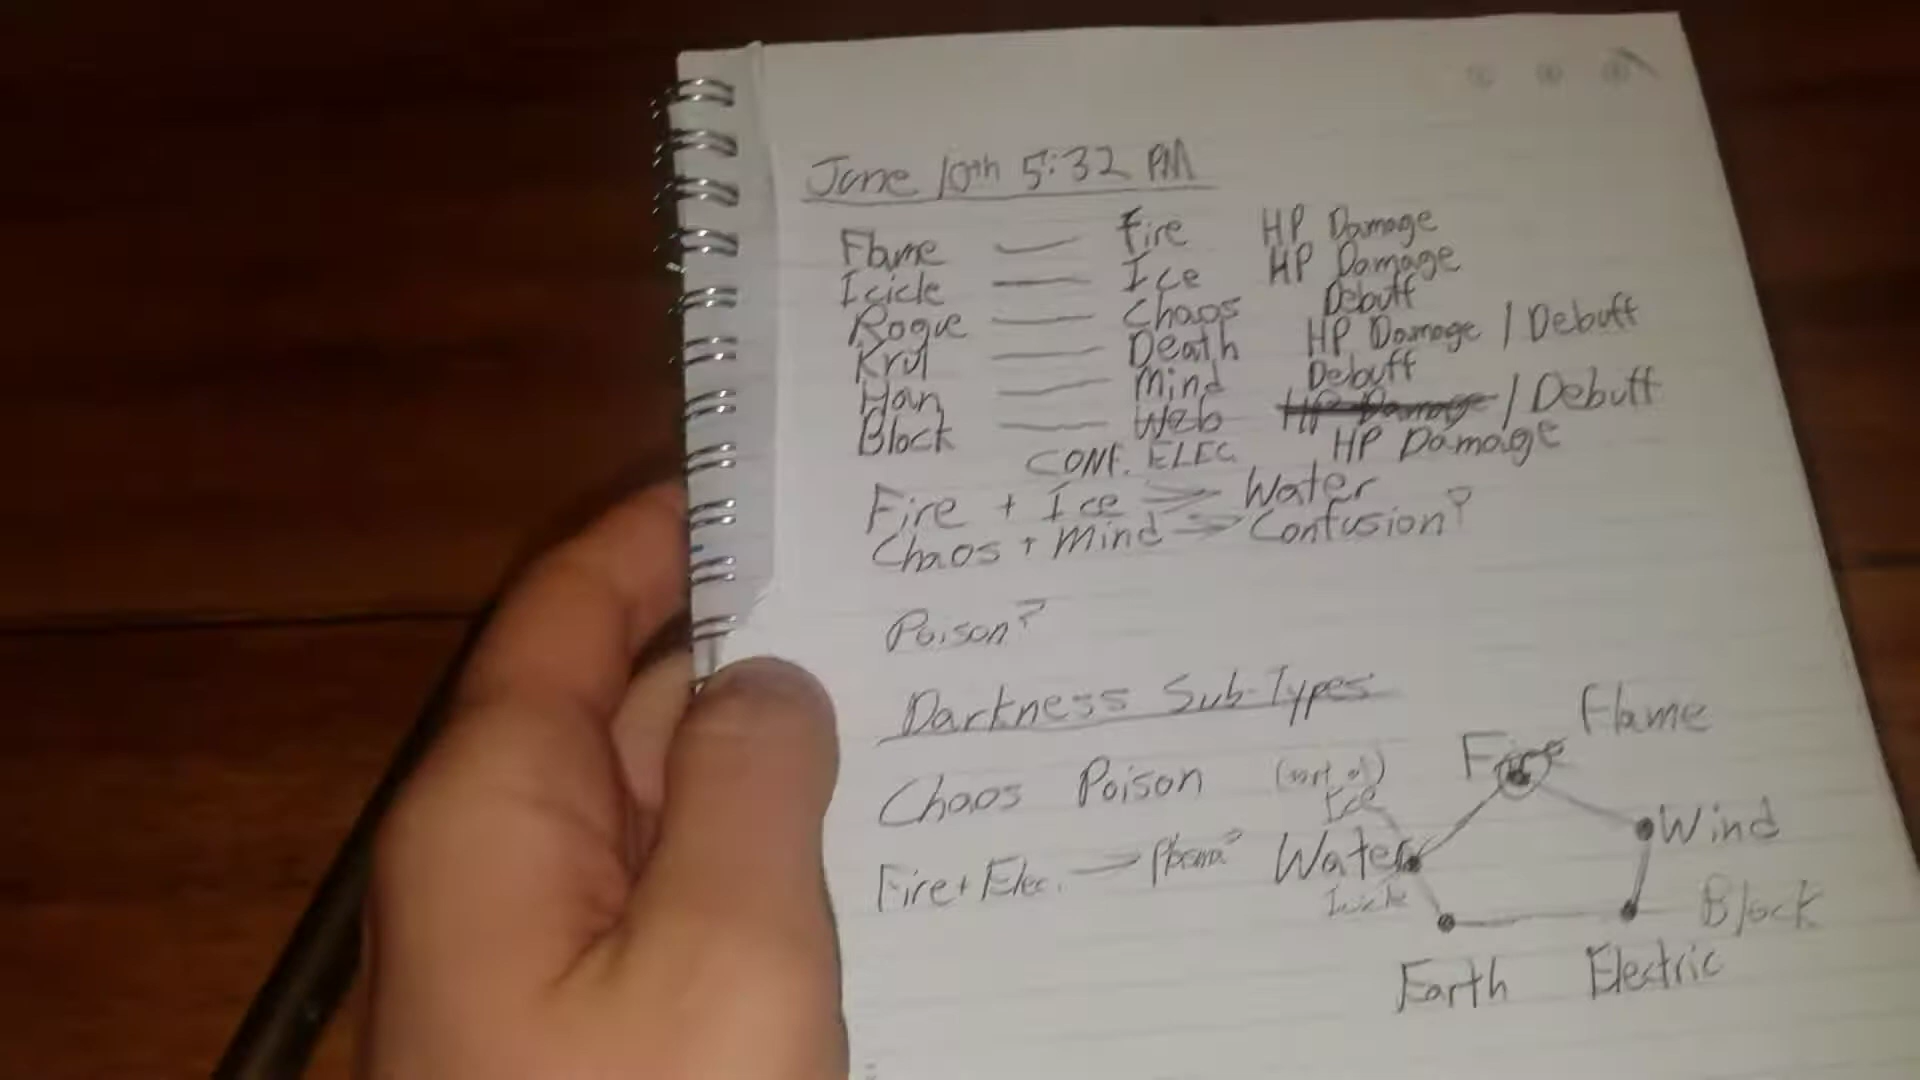 June 10th 5:32 PM
Flame — Fire HP Damage
Icicle — Ice HP Damage
Rogue — Chaos Debuff
Krul — Death HP Damage / Debuff
Han — Mind Debuff
Block — Web HP Damage / Debuff
CONF. ELEC. HP Damage
Fire + Ice => Water
Chaos + Mind => Confusion?
Poison?
Darkness Sub-Types
Chaos Poison
Fire + Elec. => Plasma?
Flame
Fire
(sort of)
Ice
Wind
Water
Icicle
Block
Earth Electric